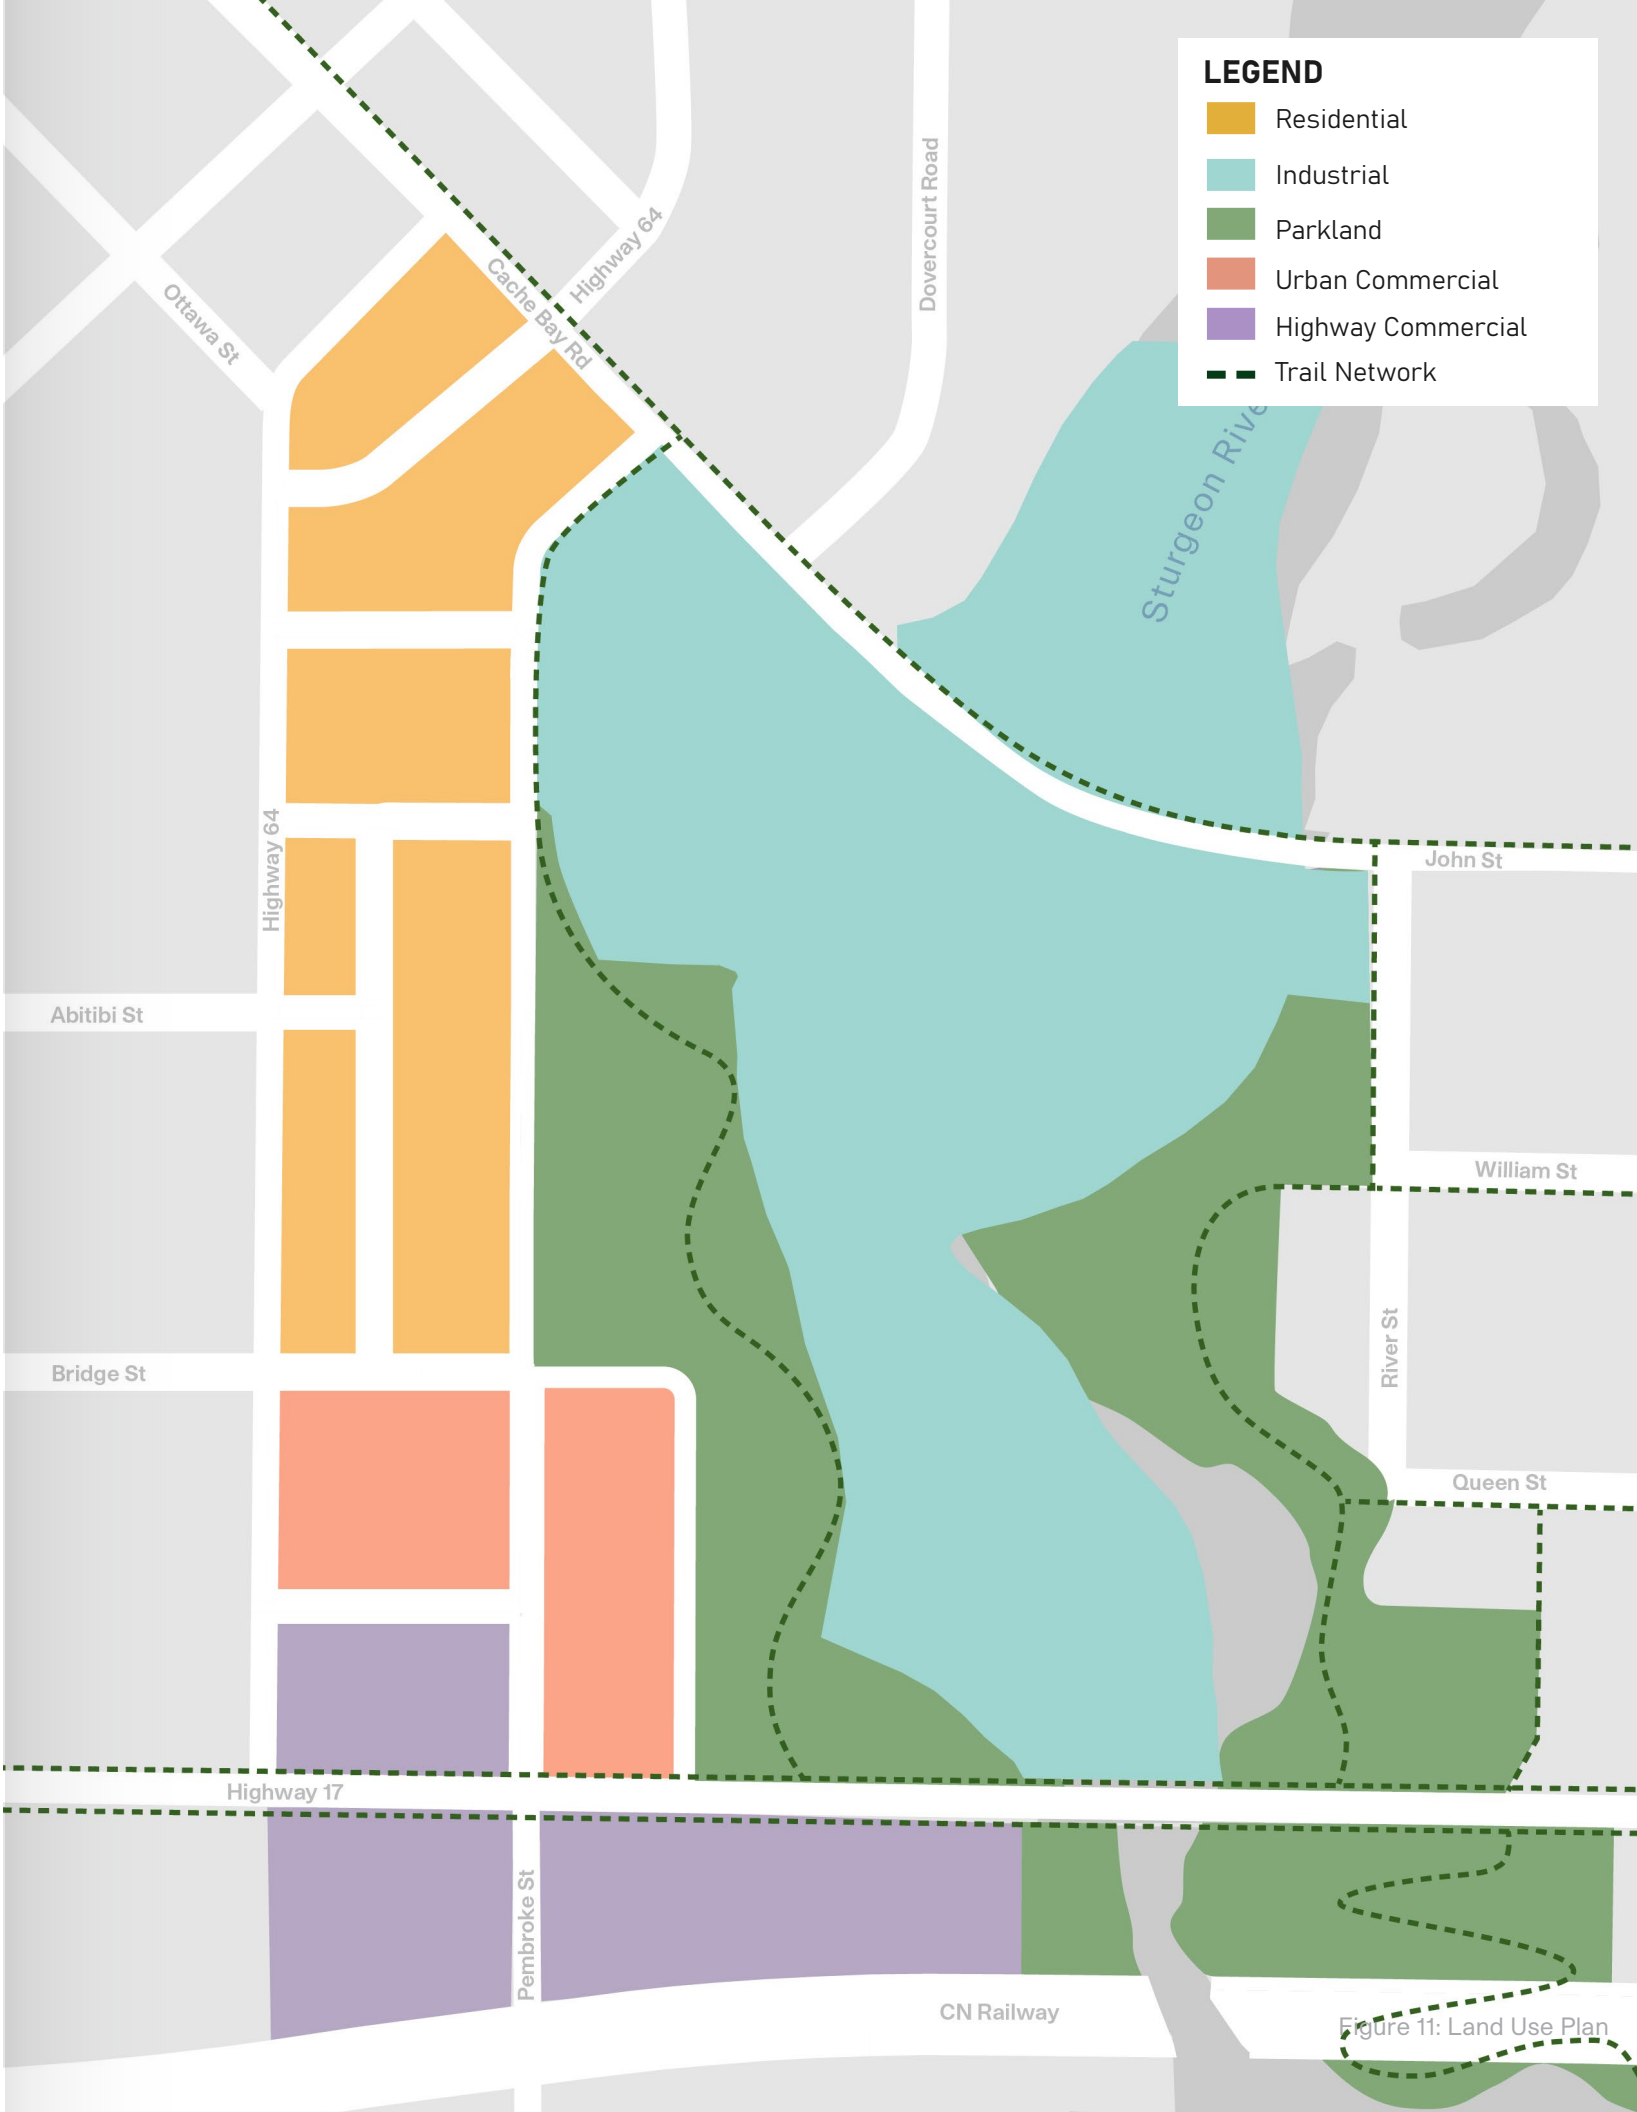 LEGEND
Residential
Industrial
Parkland
Urban Commercial
Highway Commercial
Trail Network
Dovercourt Road
Highway 64
Cache Bay Rd
Ottawa St
Sturgeon Rive
Highway 64
John St
Abitibi St
William St
River St
Bridge St
Queen St
Highway 17
Pembroke St
CN Railway
Figure 11: Land Use Plan